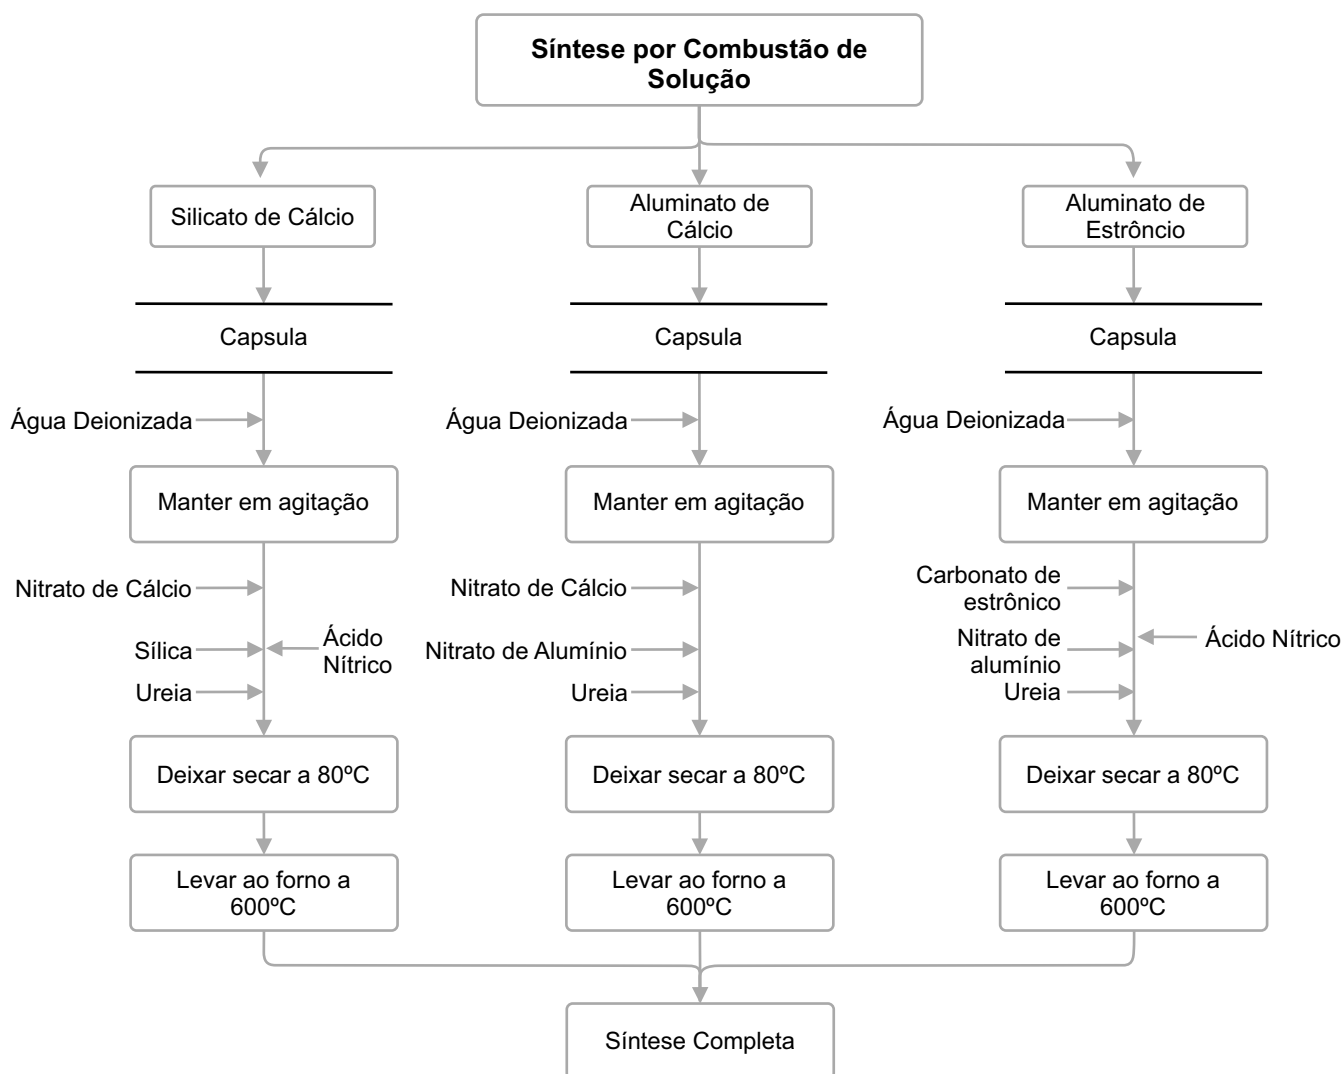 Síntese por Combustão de
Solução
Silicato de Cálcio
Aluminato de
Cálcio
Aluminato de
Estrôncio
Capsula
Capsula
Capsula
Água Deionizada
Água Deionizada
Água Deionizada
Manter em agitação
Manter em agitação
Manter em agitação
Nitrato de Cálcio
Sílica
Ácido
Nítrico
Ureia
Nitrato de Cálcio
Nitrato de Alumínio
Ureia
Carbonato de
estrônico
Nitrato de
alumínio
Ácido Nítrico
Ureia
Deixar secar a 80ºC
Deixar secar a 80ºC
Deixar secar a 80ºC
Levar ao forno a
600ºC
Levar ao forno a
600ºC
Levar ao forno a
600ºC
Síntese Completa